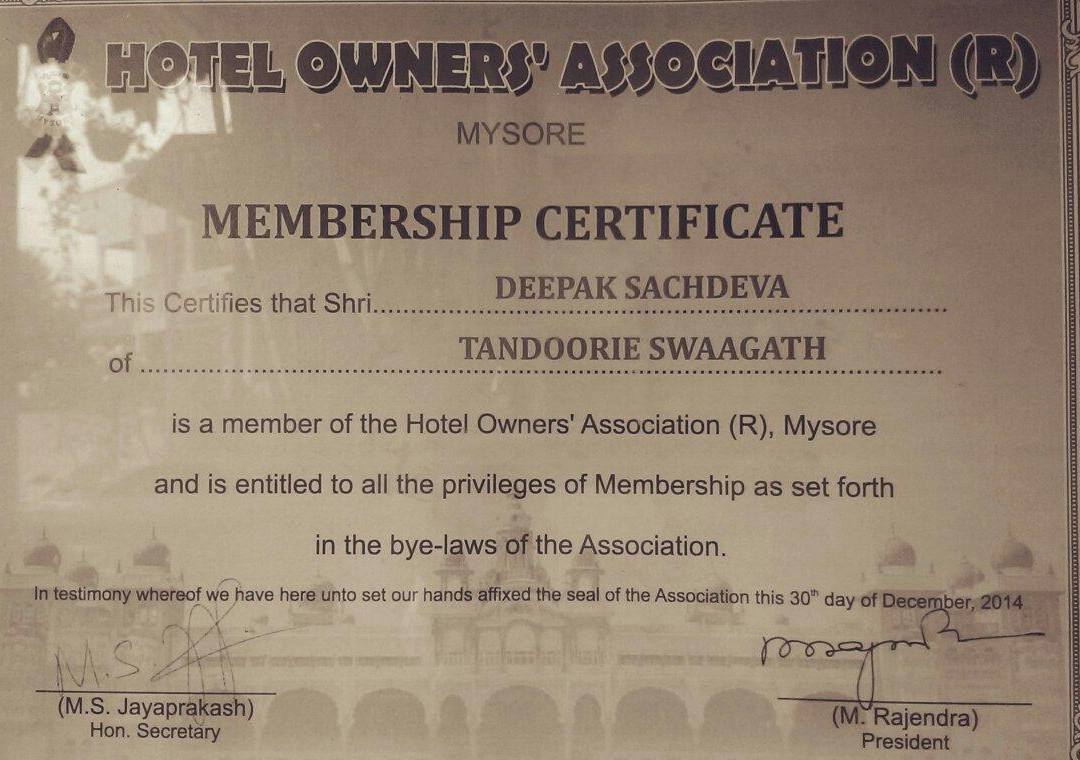 HOTEL OWNERS' ASSOCIATION (R)
MYSORE
MEMBERSHIP CERTIFICATE
This Certifies that Shri.......... DEEPAK SACHDEVA ..........
of .......... TANDOORIE SWAAGATH ..........
is a member of the Hotel Owners' Association (R), Mysore
and is entitled to all the privileges of Membership as set forth
in the bye-laws of the Association.
In testimony whereof we have here unto set our hands affixed the seal of the Association this 30th day of December, 2014
M.S.
(M.S. Jayaprakash)
Hon. Secretary
(M. Rajendra)
President